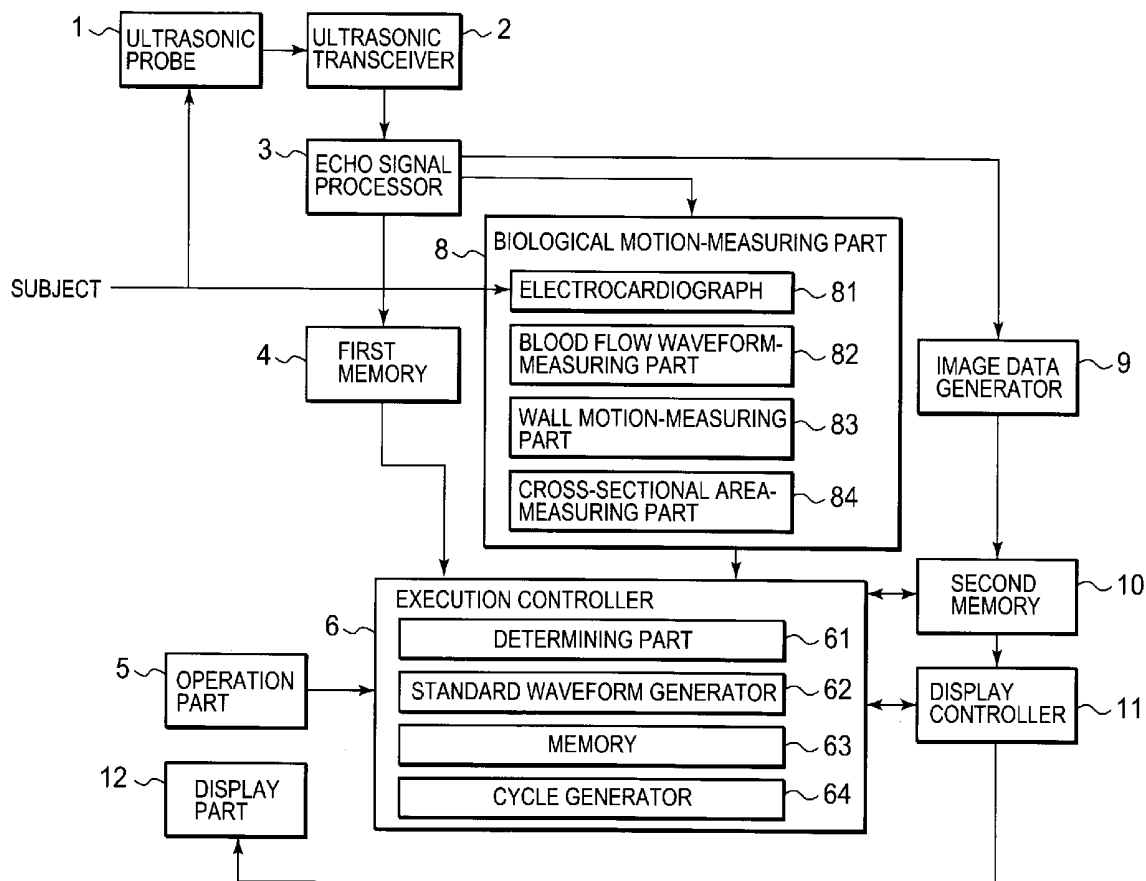 1
ULTRASONIC
PROBE
ULTRASONIC
TRANSCEIVER
2
3
ECHO SIGNAL
PROCESSOR
8
BIOLOGICAL MOTION-MEASURING PART
SUBJECT
ELECTROCARDIOGRAPH
81
BLOOD FLOW WAVEFORM-
MEASURING PART
82
WALL MOTION-MEASURING
PART
83
CROSS-SECTIONAL AREA-
MEASURING PART
84
4
FIRST
MEMORY
IMAGE DATA
GENERATOR
9
SECOND
MEMORY
10
6
EXECUTION CONTROLLER
DETERMINING PART
61
STANDARD WAVEFORM GENERATOR
62
MEMORY
63
CYCLE GENERATOR
64
5
OPERATION
PART
DISPLAY
CONTROLLER
11
12
DISPLAY
PART